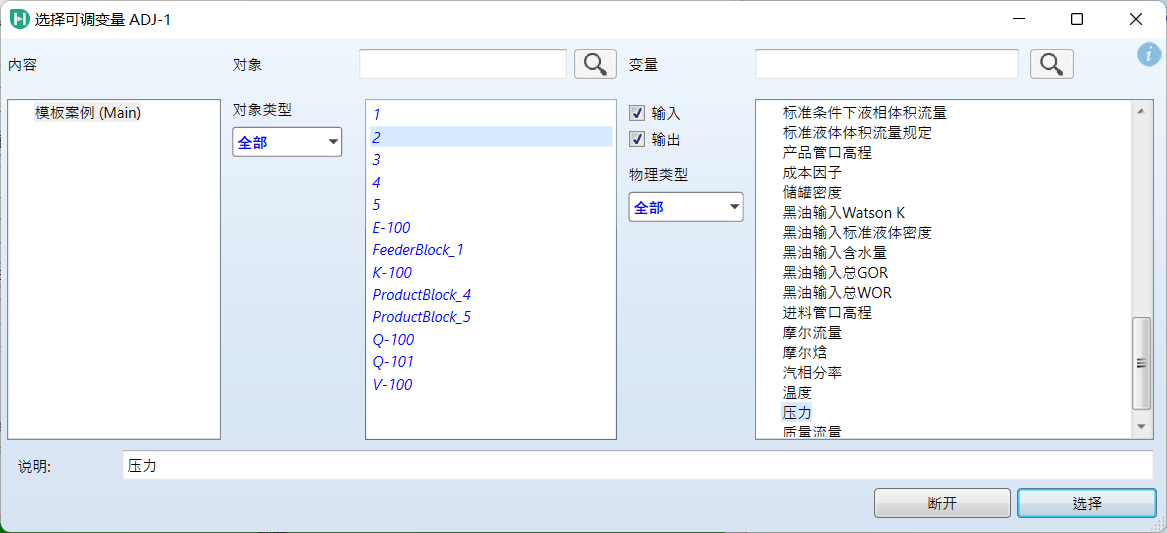 选择可调变量 ADJ-1
内容
对象
变量
模板案例 (Main)
对象类型
全部
1
2
3
4
5
E-100
FeederBlock_1
K-100
ProductBlock_4
ProductBlock_5
Q-100
Q-101
V-100
输入
输出
物理类型
全部
标准条件下液相体积流量
标准液体体积流量规定
产品管口高程
成本因子
储罐密度
黑油输入Watson K
黑油输入标准液体密度
黑油输入含水量
黑油输入总GOR
黑油输入总WOR
进料管口高程
摩尔流量
摩尔焓
汽相分率
温度
压力
质量流量
说明:
压力
断开
选择